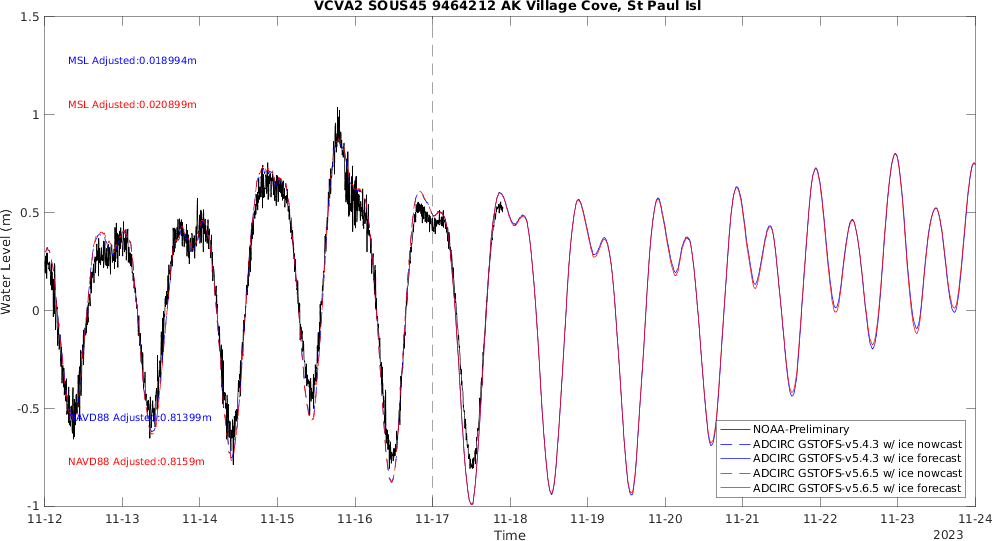 VCVA2 SOUS45 9464212 AK Village Cove, St Paul Isl
Water Level (m)
1.5
1
0.5
0
-0.5
-1
MSL Adjusted:0.018994m
MSL Adjusted:0.020899m
NAVD88 Adjusted:0.81399m
NAVD88 Adjusted:0.8159m
NOAA-Preliminary
ADCIRC GSTOFS-v5.4.3 w/ ice nowcast
ADCIRC GSTOFS-v5.4.3 w/ ice forecast
ADCIRC GSTOFS-v5.6.5 w/ ice nowcast
ADCIRC GSTOFS-v5.6.5 w/ ice forecast
11-12 11-13 11-14 11-15 11-16 11-17 11-18 11-19 11-20 11-21 11-22 11-23 11-24
Time
2023